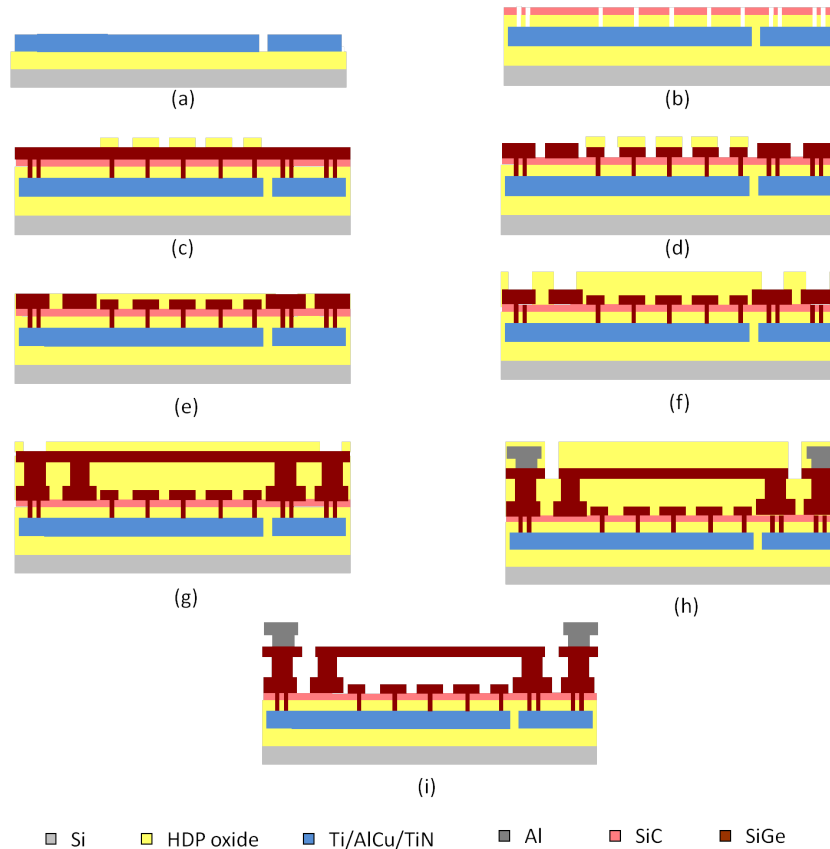 (a)
(b)
(c)
(d)
(e)
(f)
(g)
(h)
(i)
Si HDP oxide Ti/AlCu/TiN Al SiC SiGe